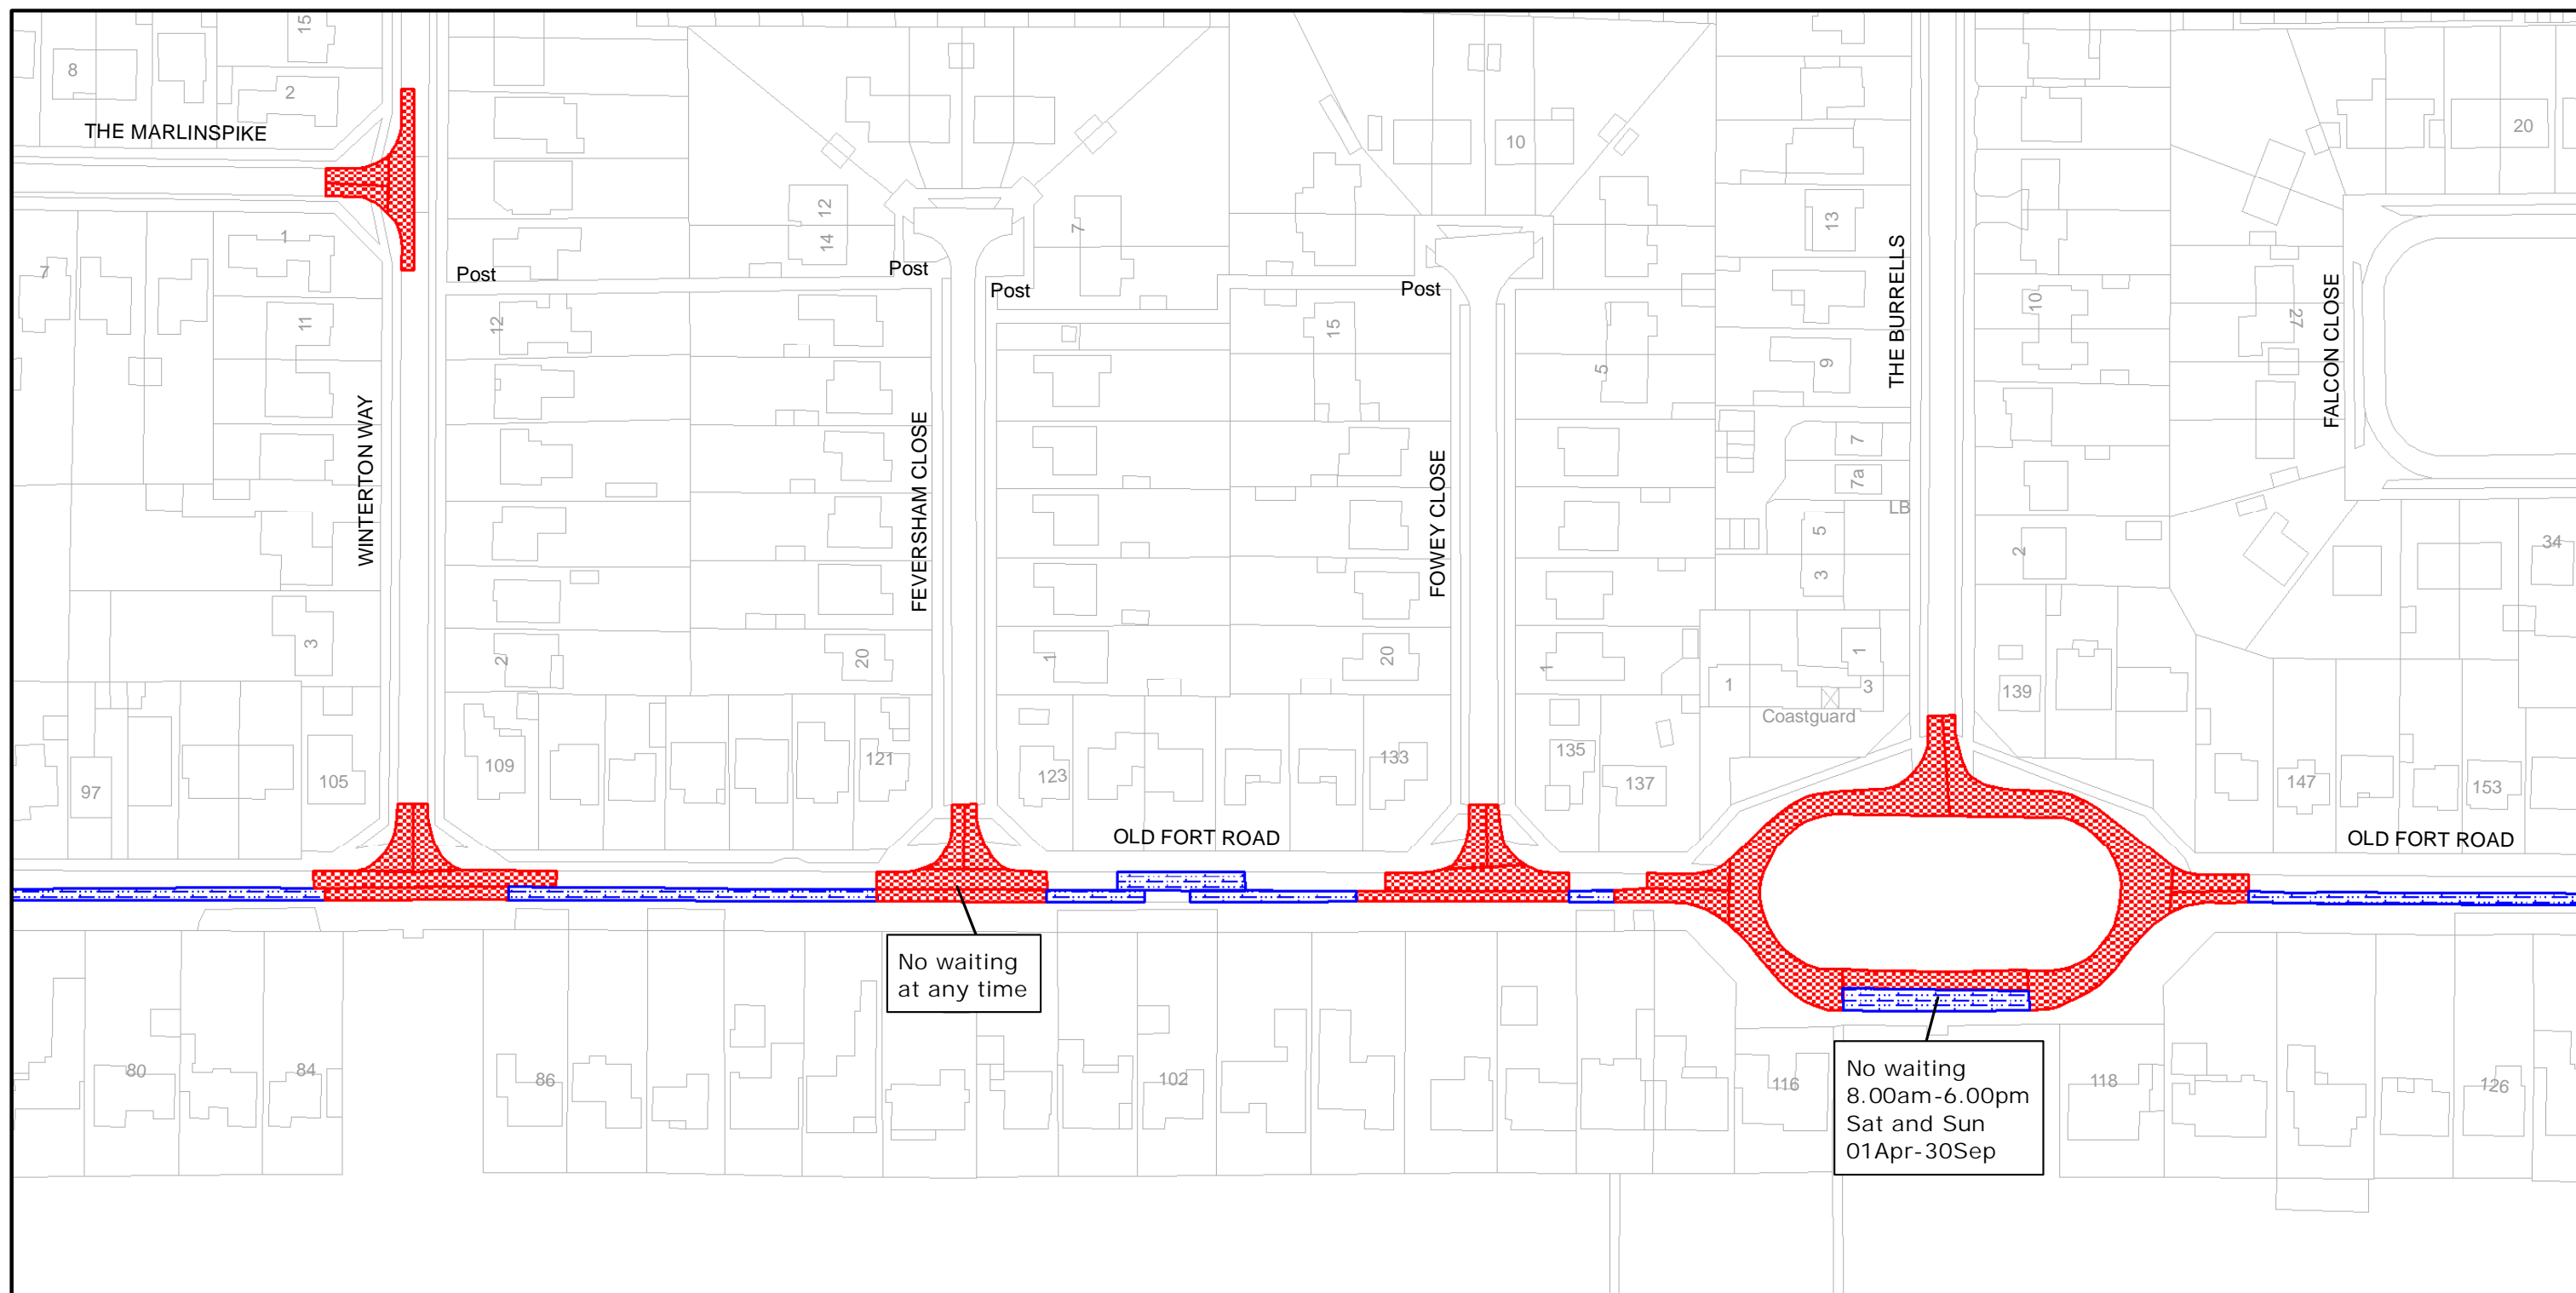 15
8
2
20
THE MARLINSPIKE
10
12
14
7
13
1
7
Post
Post
Post
Post
THE BURRELLS
FALCON CLOSE
10
27
12
11
15
5
9
WINTERTON WAY
FEVERSHAM CLOSE
FOWEY CLOSE
7
7a
LB
5
3
2
34
3
2
20
1
20
1
1
1
3
139
Coastguard
105
109
121
123
133
135
137
97
147
153
OLD FORT ROAD
OLD FORT ROAD
No waiting
at any time
80
84
86
102
116
118
126
No waiting
8.00am-6.00pm
Sat and Sun
01Apr-30Sep